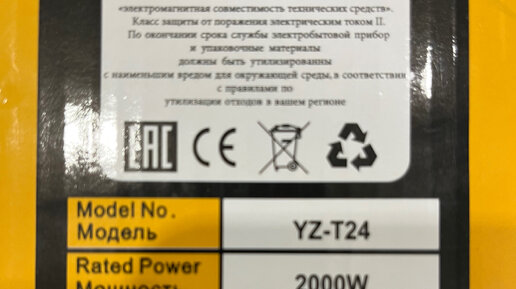 «электромагнитная совместимость технических средств».
Класс защиты от поражения электрическим током II.
По окончании срока службы электробытовой прибор
и упаковочные материалы
должны быть утилизированны
с наименьшим вредом для окружающей среды, в соответствии
с правилами по
утилизации отходов в вашем регионе
EAC CE
Model No.
Модель YZ-T24
Rated Power
Мощность 2000W